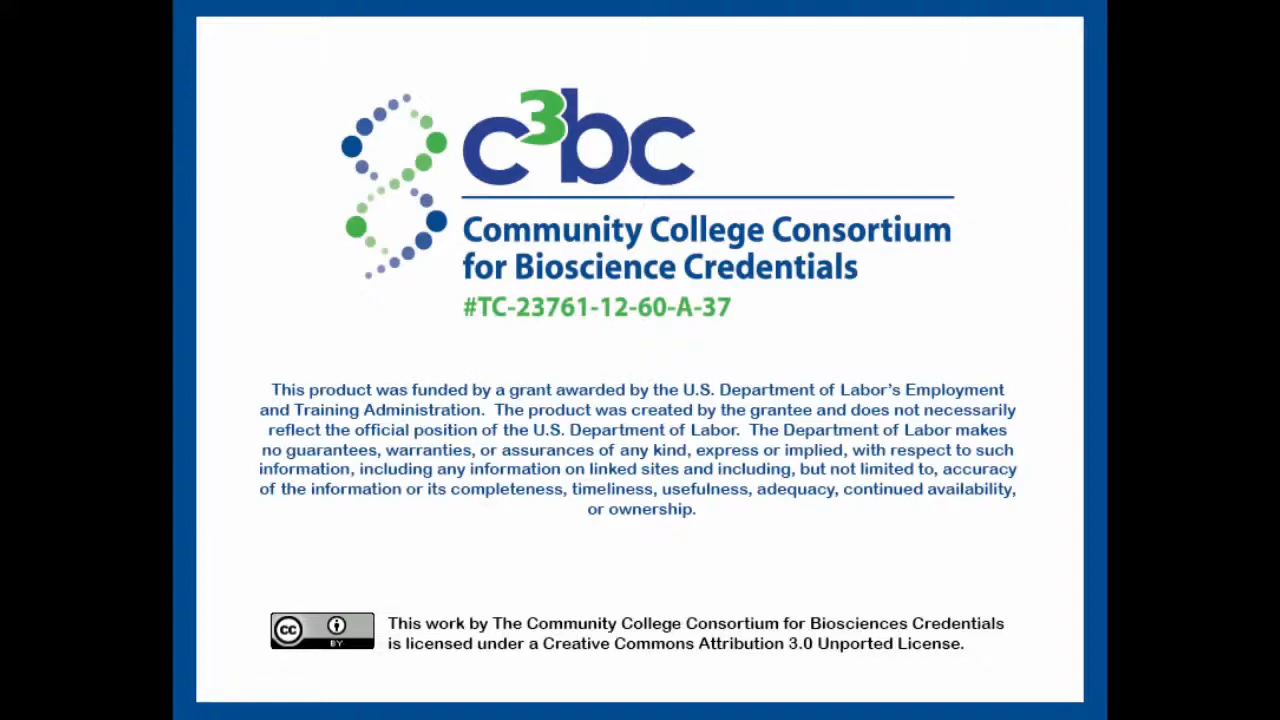 c3bc
Community College Consortium
for Bioscience Credentials
#TC-23761-12-60-A-37
This product was funded by a grant awarded by the U.S. Department of Labor's Employment
and Training Administration. The product was created by the grantee and does not necessarily
reflect the official position of the U.S. Department of Labor. The Department of Labor makes
no guarantees, warranties, or assurances of any kind, express or implied, with respect to such
information, including any information on linked sites and including, but not limited to, accuracy
of the information or its completeness, timeliness, usefulness, adequacy, continued availability,
or ownership.
cc BY
This work by The Community College Consortium for Biosciences Credentials
is licensed under a Creative Commons Attribution 3.0 Unported License.